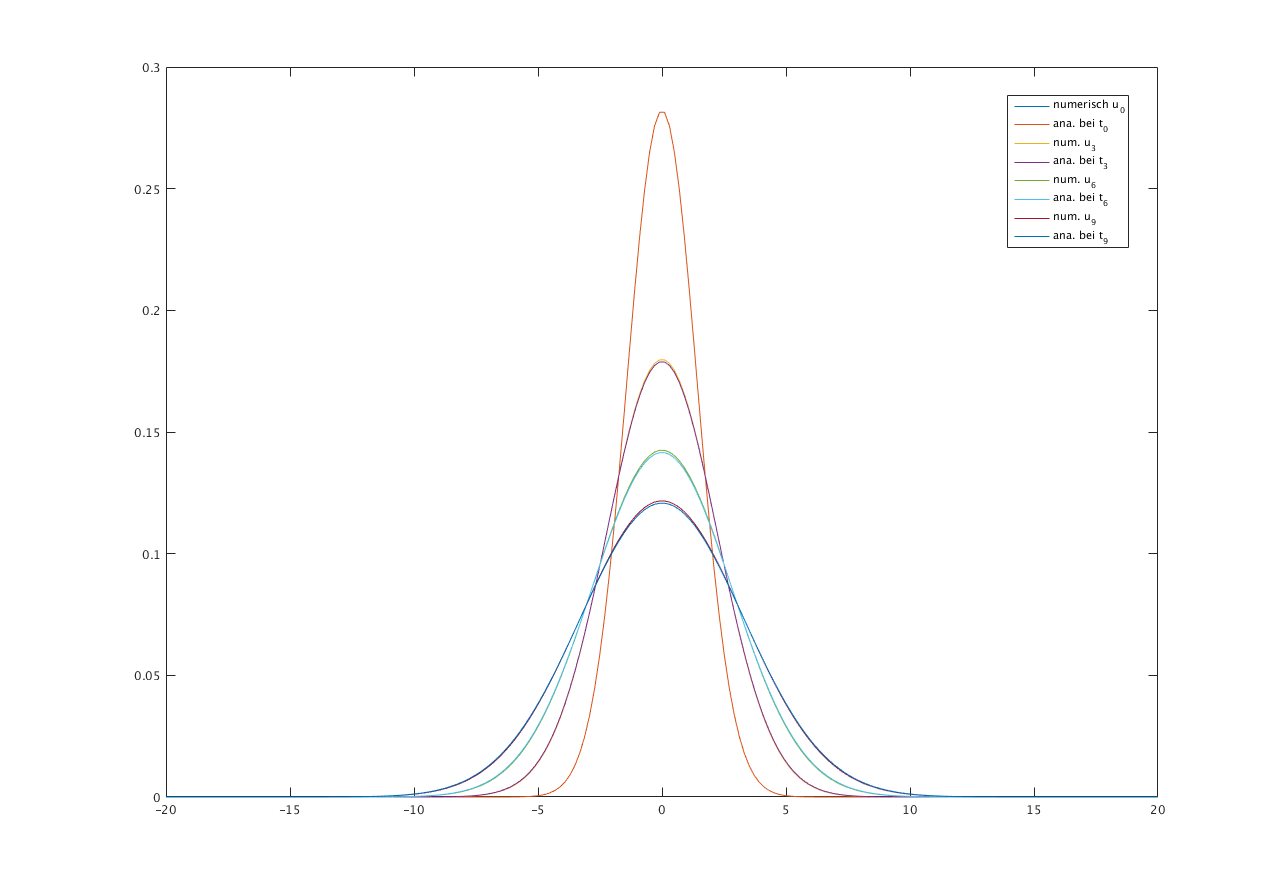 0.3
0.25
0.2
0.15
0.1
0.05
0
–20
–15
–10
–5
0
5
10
15
20
numerisch u0
ana. bei t0
num. u3
ana. bei t3
num. u6
ana. bei t6
num. u9
ana. bei t9